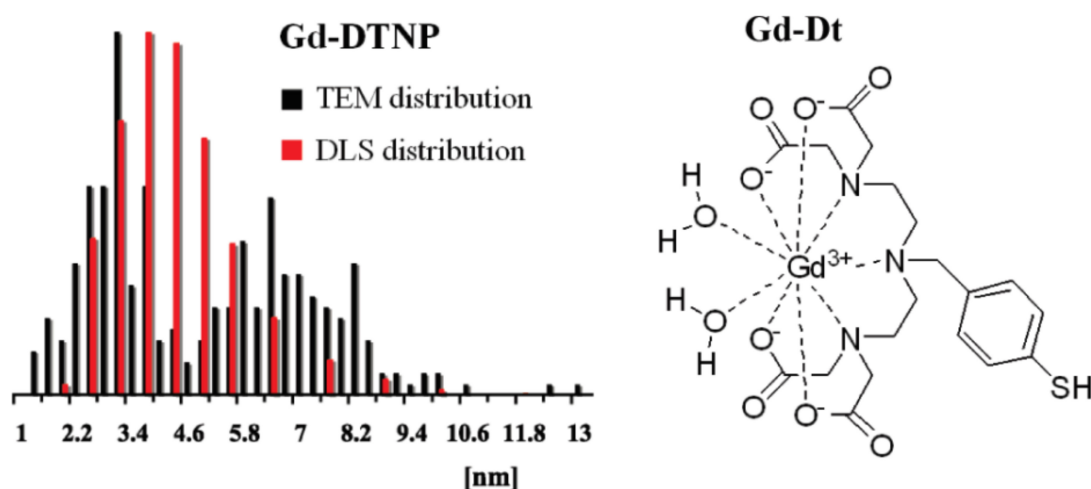 Gd-DTNP
TEM distribution
DLS distribution
1 2.2 3.4 4.6 5.8 7 8.2 9.4 10.6 11.8 13
[nm]
Gd-Dt
O O
O- O-
H N
O
H
Gd3+ N
H
O N
H O-
O O- SH
O